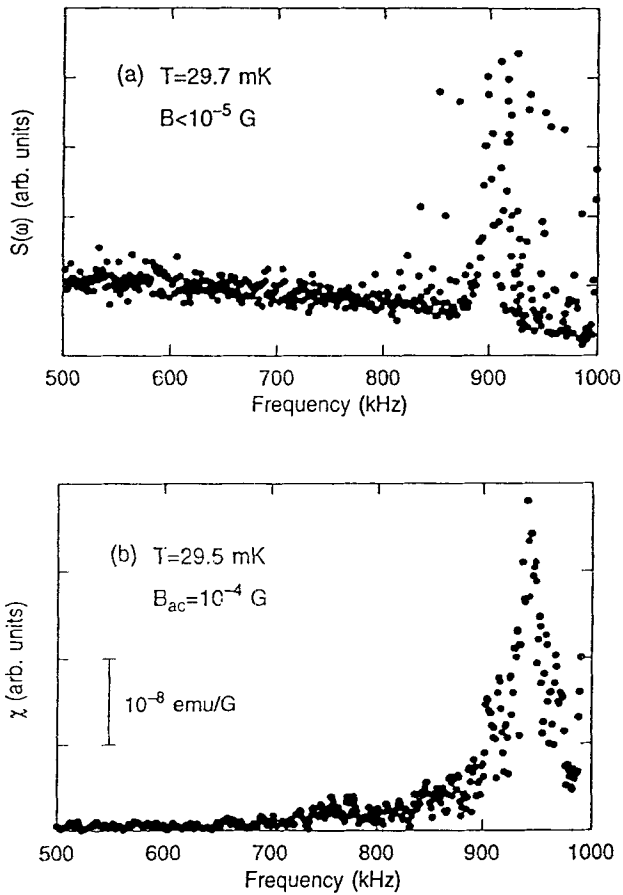 (a) T=29.7 mK
B<10⁻⁵ G
S(ω) (arb. units)
500 600 700 800 900 1000
Frequency (kHz)
(b) T=29.5 mK
B_ac=10⁻⁴ G
χ (arb. units)
10⁻⁸ emu/G
500 600 700 800 900 1000
Frequency (kHz)